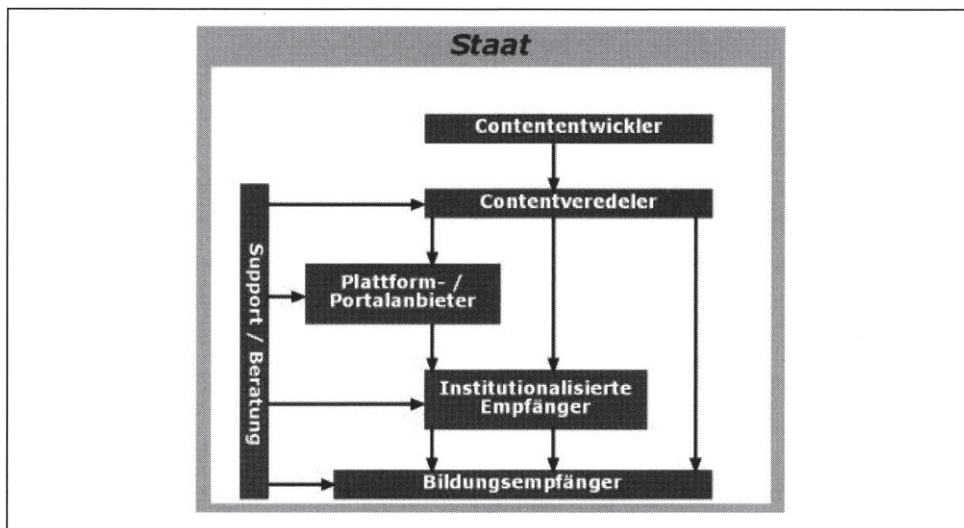 Staat
Contententwickler
Contentveredeler
Support / Beratung
Plattform- /
Portalanbieter
Institutionalisierte
Empfänger
Bildungsempfänger